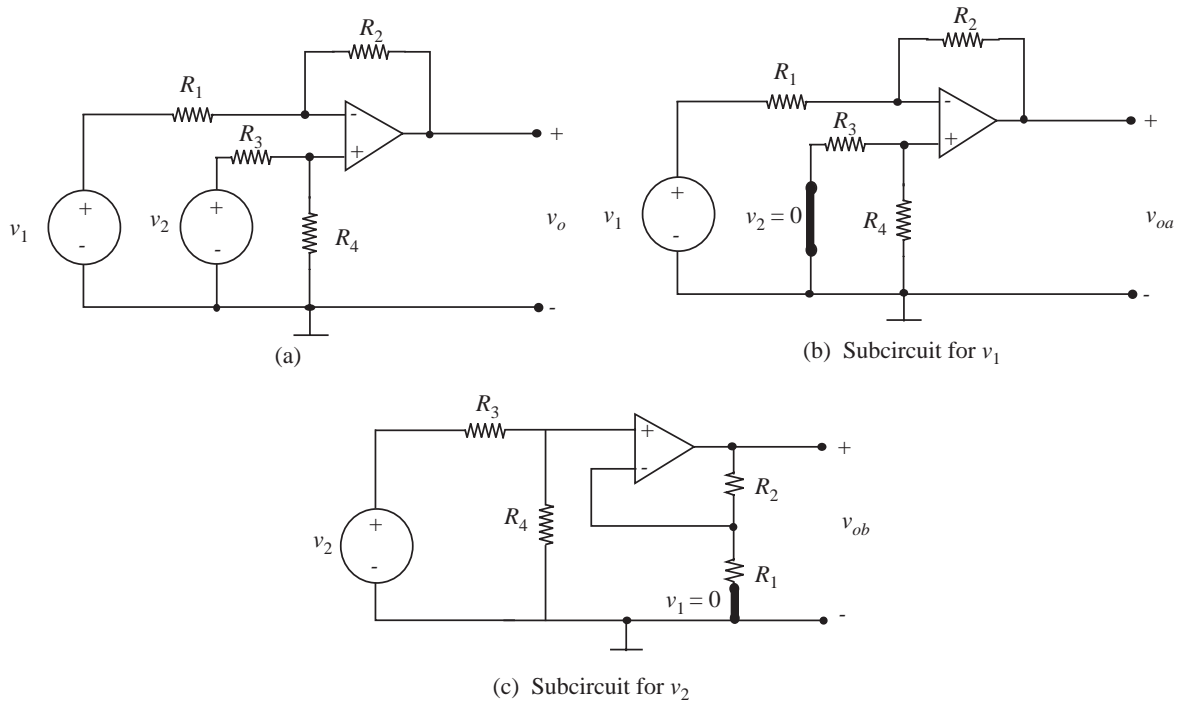 R2
R1
-
R3
+
+
v1
+
-
v2
+
-
R4
vo
-
(a)
R2
R1
-
R3
+
+
v1
+
-
v2 = 0
R4
voa
-
(b) Subcircuit for v1
R3
+
-
+
R2
v2
+
-
R4
vob
R1
v1 = 0
-
(c) Subcircuit for v2